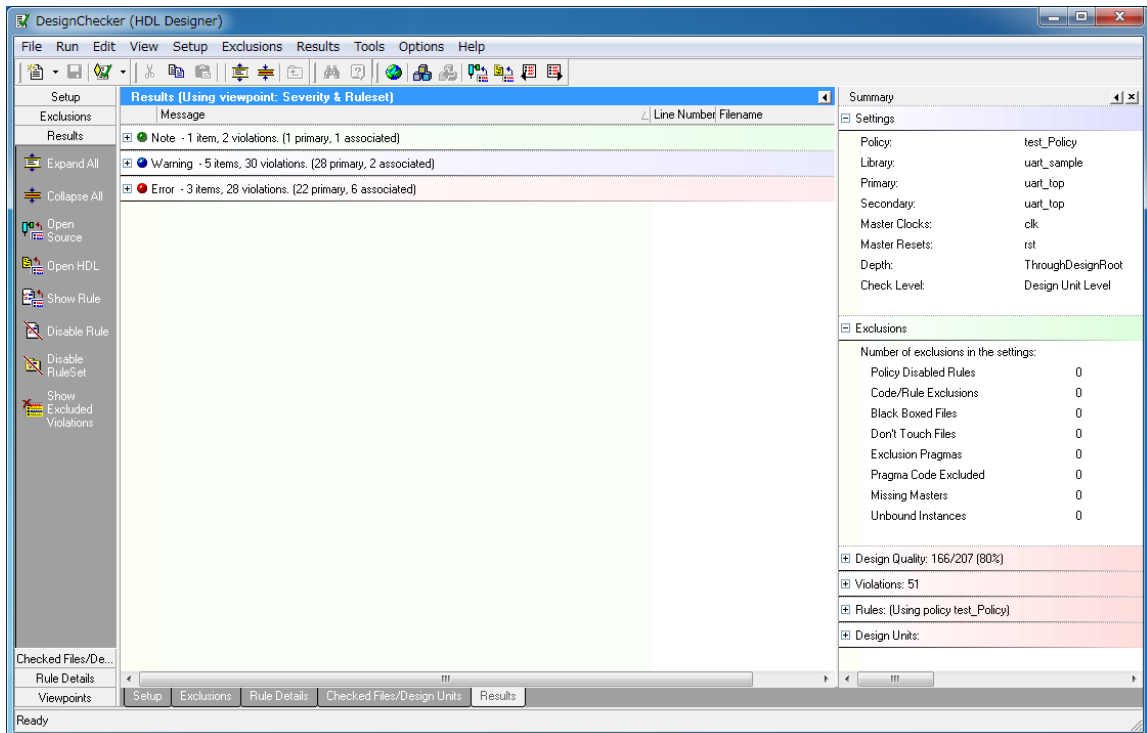 DesignChecker (HDL Designer)
File Run Edit View Setup Exclusions Results Tools Options Help
Setup
Exclusions
Results
Expand All
Collapse All
Open
Source
Open HDL
Show Rule
Disable Rule
Disable
RuleSet
Show
Excluded
Violations
Checked Files/De...
Rule Details
Viewpoints
Results (Using viewpoint: Severity & Ruleset)
Message Line Number Filename
Note - 1 item, 2 violations. (1 primary, 1 associated)
Warning - 5 items, 30 violations. (28 primary, 2 associated)
Error - 3 items, 28 violations. (22 primary, 6 associated)
Setup Exclusions Rule Details Checked Files/Design Units Results
Summary
Settings
Policy: test_Policy
Library: uart_sample
Primary: uart_top
Secondary: uart_top
Master Clocks: clk
Master Resets: rst
Depth: ThroughDesignRoot
Check Level: Design Unit Level
Exclusions
Number of exclusions in the settings:
Policy Disabled Rules 0
Code/Rule Exclusions 0
Black Boxed Files 0
Don't Touch Files 0
Exclusion Pragmas 0
Pragma Code Excluded 0
Missing Masters 0
Unbound Instances 0
Design Quality: 166/207 (80%)
Violations: 51
Rules: (Using policy test_Policy)
Design Units:
Ready